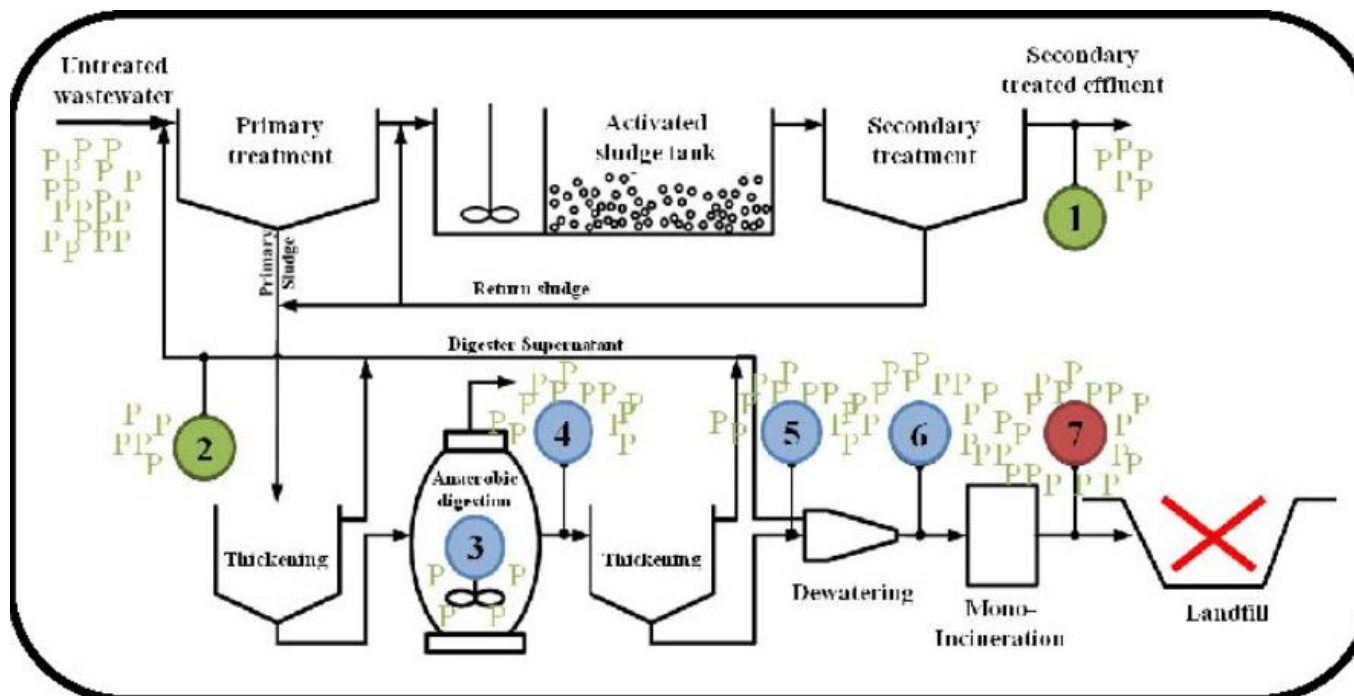 Untreated
wastewater
Primary
treatment
Activated
sludge tank
Secondary
treatment
Secondary
treated effluent
P P P P P P P P P P P P P P P P P P
P P P P P
1
Primary
Sludge
Return sludge
Digester Supernatant
P P P P P
2
Thickening
Anaerobic
digestion
3
P P P P
4
P P P P P P P P P P P
Thickening
5
P P P P P P P P P P P
Dewatering
6
P P P P P P P P P P P
Mono-
Incineration
7
P P P P P P P P P P P P P
Landfill